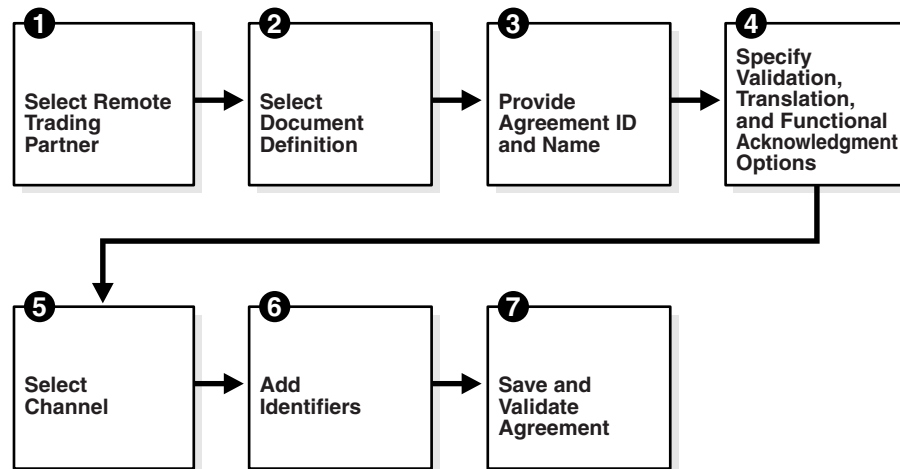 1
Select Remote
Trading
Partner
2
Select
Document
Definition
3
Provide
Agreement ID
and Name
4
Specify
Validation,
Translation,
and Functional
Acknowledgment
Options
5
Select
Channel
6
Add
Identifiers
7
Save and
Validate
Agreement